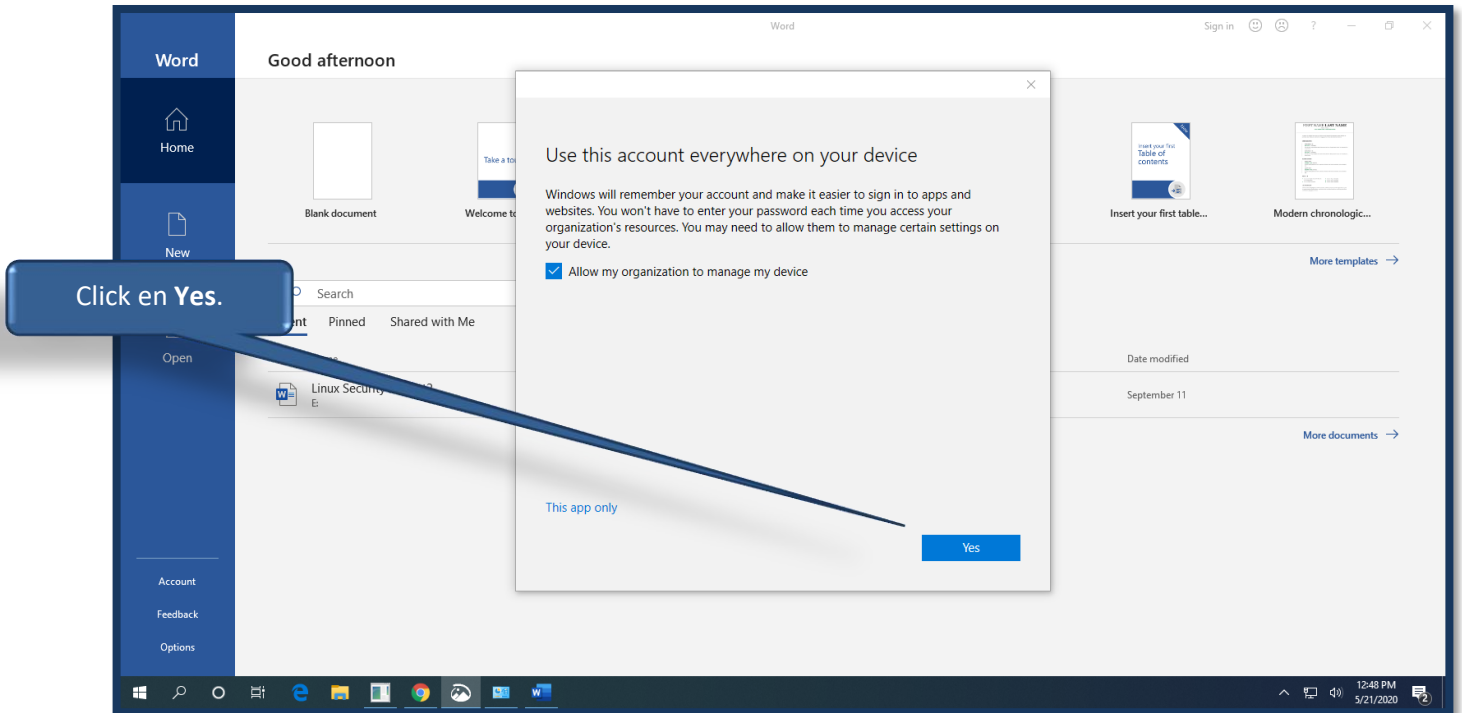 Word
Sign in
?
Word
Good afternoon
Home
New
Open
Account
Feedback
Options
Take a
Insert your first
Table of
contents
Blank document
Welcome
Insert your first table...
Modern chronologic...
More templates →
Click en Yes.
Search
Pinned
Shared with Me
Date modified
Linux Security
E:
September 11
More documents →
Use this account everywhere on your device
Windows will remember your account and make it easier to sign in to apps and
websites. You won't have to enter your password each time you access your
organization's resources. You may need to allow them to manage certain settings on
your device.
Allow my organization to manage my device
This app only
Yes
12:48 PM
5/21/2020
2